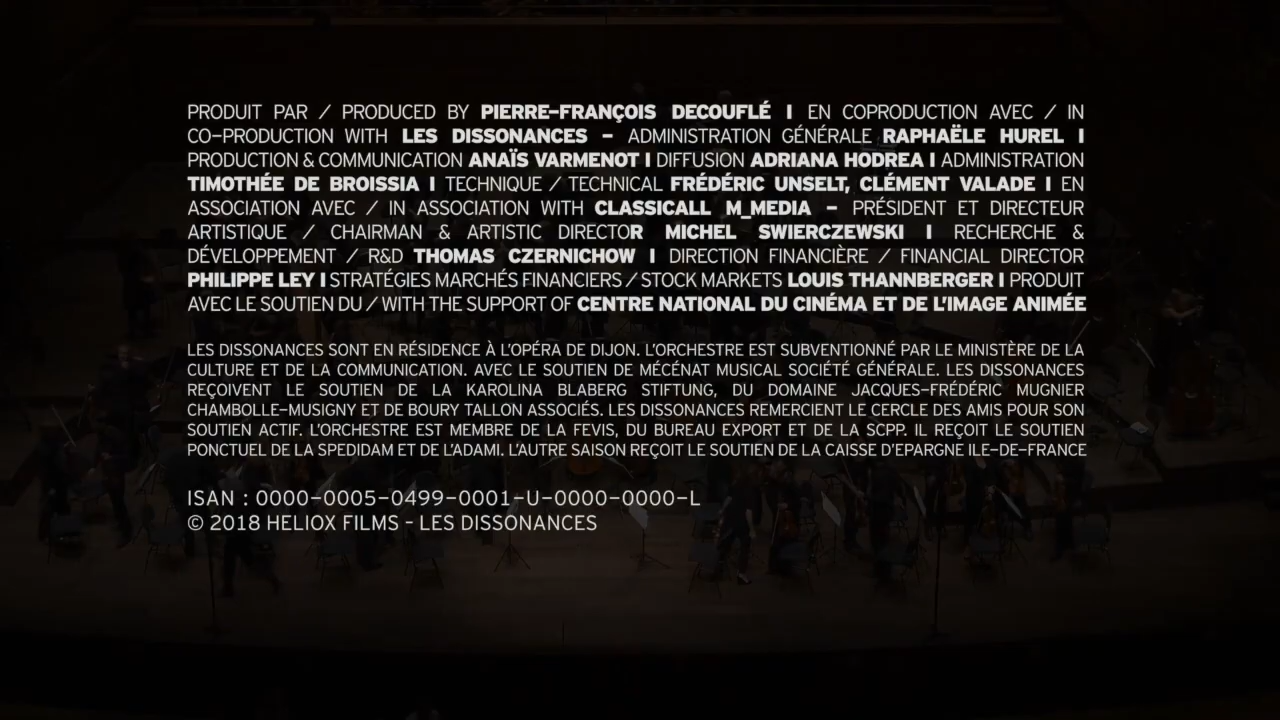 PRODUIT PAR / PRODUCED BY PIERRE–FRANÇOIS DECOUFLÉ I EN COPRODUCTION AVEC / IN
CO–PRODUCTION WITH LES DISSONANCES – ADMINISTRATION GÉNÉRALE RAPHAËLE HUREL I
PRODUCTION & COMMUNICATION ANAÏS VARMENOT I DIFFUSION ADRIANA HODREA I ADMINISTRATION
TIMOTHÉE DE BROISSIA I TECHNIQUE / TECHNICAL FRÉDÉRIC UNSELT, CLÉMENT VALADE I EN
ASSOCIATION AVEC / IN ASSOCIATION WITH CLASSICALL M_MEDIA – PRÉSIDENT ET DIRECTEUR
ARTISTIQUE / CHAIRMAN & ARTISTIC DIRECTOR MICHEL SWIERCZEWSKI I RECHERCHE &
DÉVELOPPEMENT / R&D THOMAS CZERNICHOW I DIRECTION FINANCIÈRE / FINANCIAL DIRECTOR
PHILIPPE LEY I STRATÉGIES MARCHÉS FINANCIERS / STOCK MARKETS LOUIS THANNBERGER I PRODUIT
AVEC LE SOUTIEN DU / WITH THE SUPPORT OF CENTRE NATIONAL DU CINÉMA ET DE L'IMAGE ANIMÉE
LES DISSONANCES SONT EN RÉSIDENCE À L'OPÉRA DE DIJON. L'ORCHESTRE EST SUBVENTIONNÉ PAR LE MINISTÈRE DE LA
CULTURE ET DE LA COMMUNICATION. AVEC LE SOUTIEN DE MÉCÉNAT MUSICAL SOCIÉTÉ GÉNÉRALE. LES DISSONANCES
REÇOIVENT LE SOUTIEN DE LA KAROLINA BLABERG STIFTUNG, DU DOMAINE JACQUES–FRÉDÉRIC MUGNIER
CHAMBOLLE–MUSIGNY ET DE BOURY TALLON ASSOCIÉS. LES DISSONANCES REMERCIENT LE CERCLE DES AMIS POUR SON
SOUTIEN ACTIF. L'ORCHESTRE EST MEMBRE DE LA FEVIS, DU BUREAU EXPORT ET DE LA SCPP. IL REÇOIT LE SOUTIEN
PONCTUEL DE LA SPEDIDAM ET DE L'ADAMI. L'AUTRE SAISON REÇOIT LE SOUTIEN DE LA CAISSE D'EPARGNE ILE–DE–FRANCE
ISAN : 0000–0005–0499–0001–U–0000–0000–L
© 2018 HELIOX FILMS - LES DISSONANCES